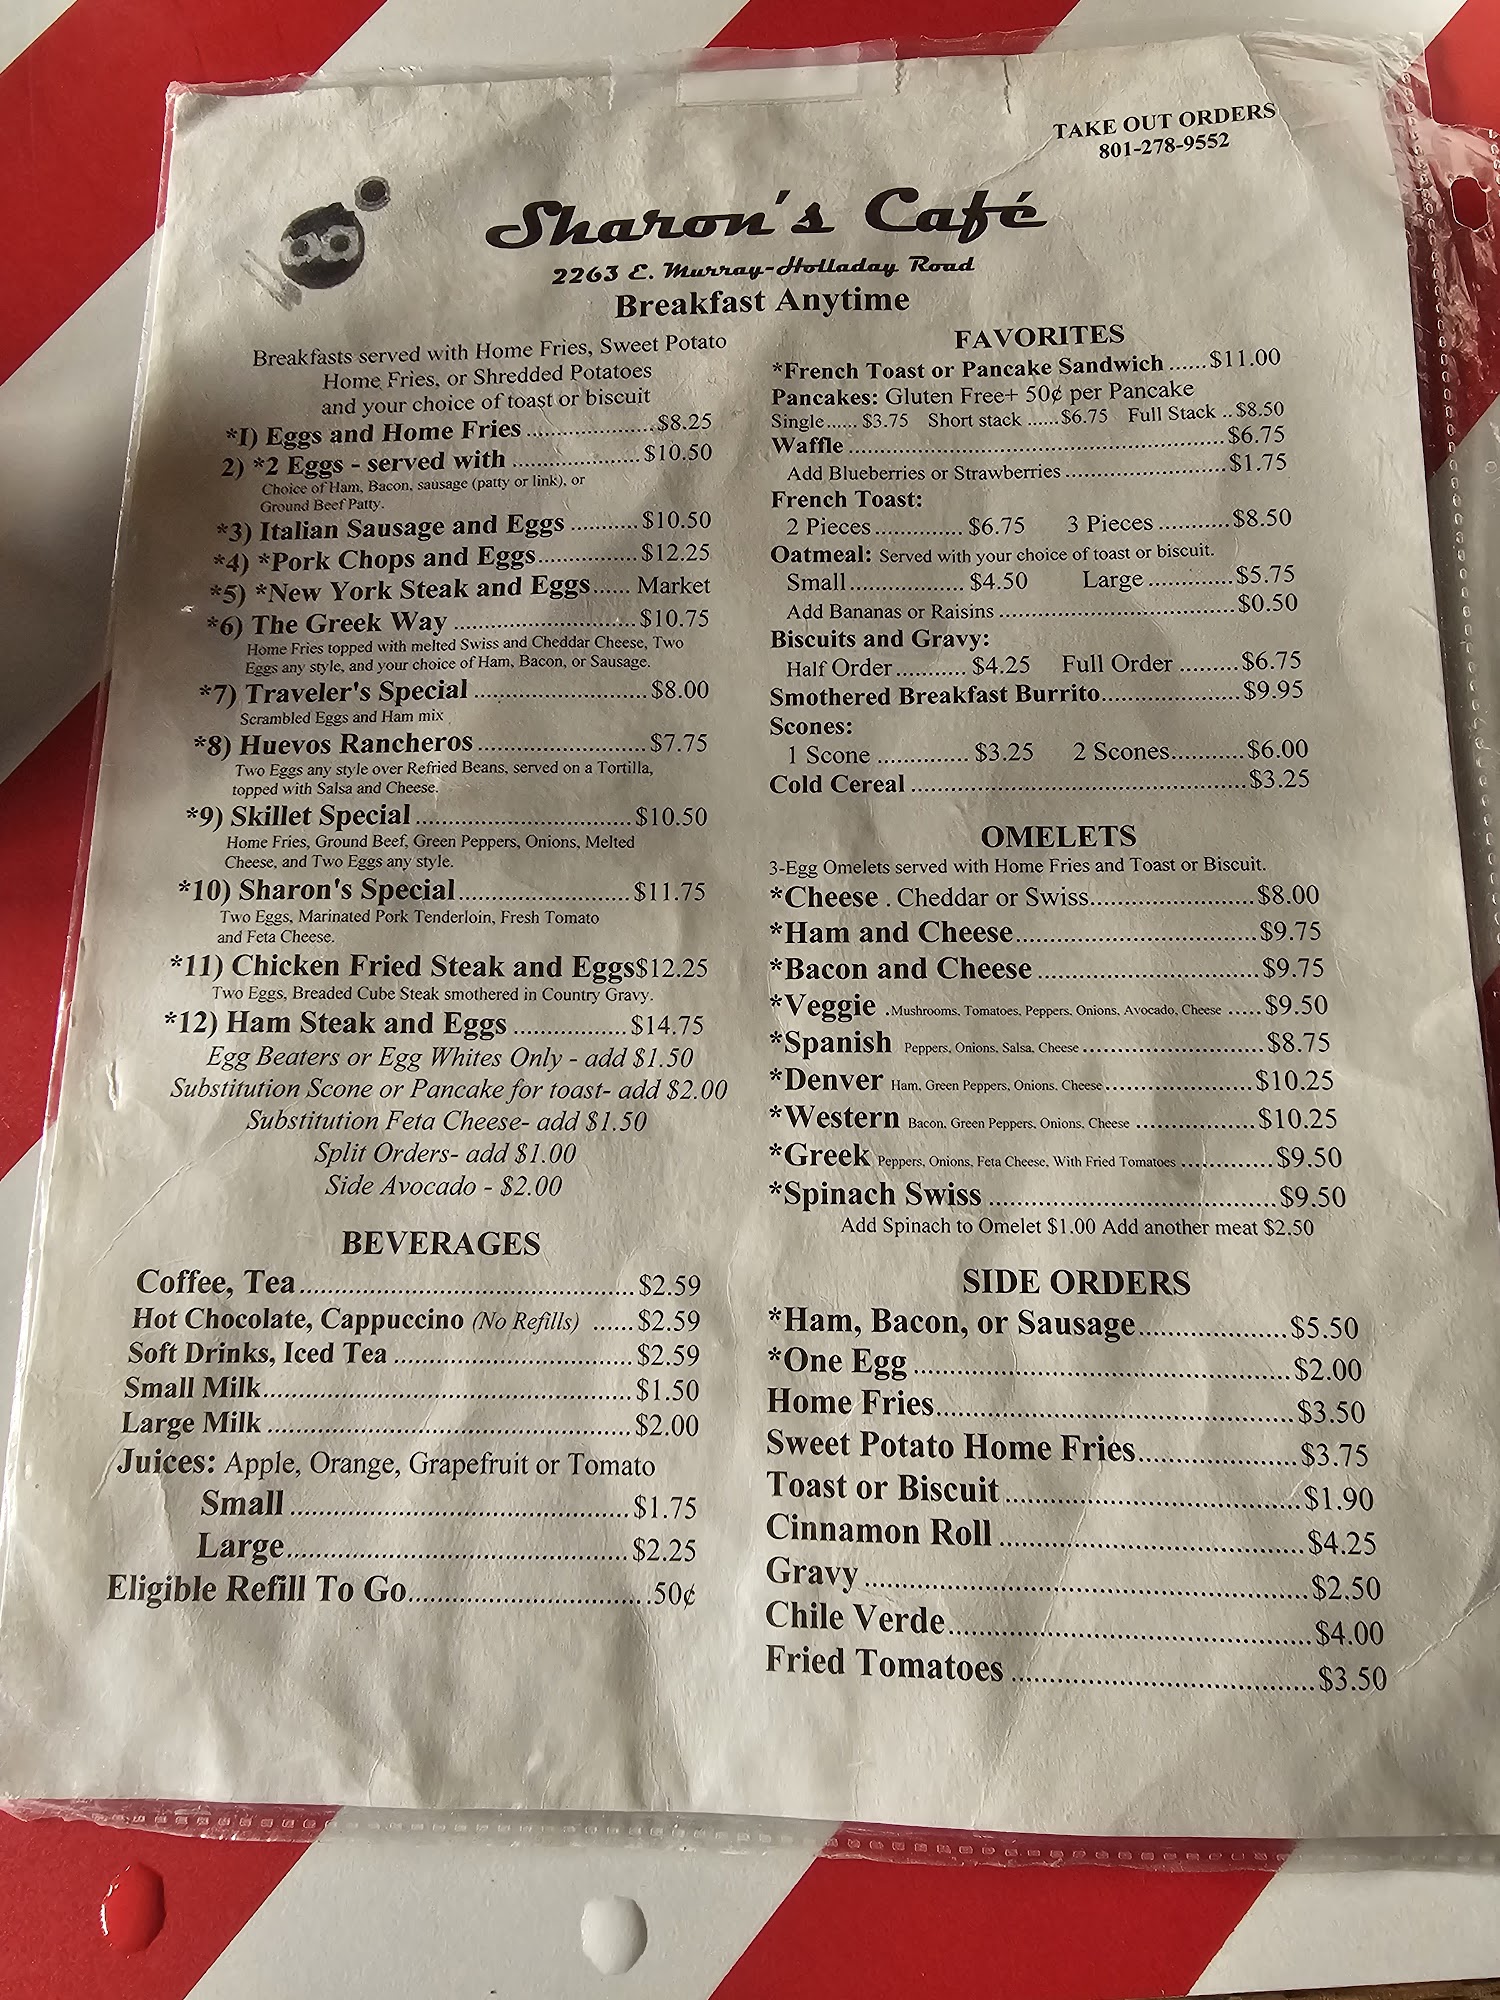 TAKE OUT ORDERS
801-278-9552
Sharon's Café
2263 E. Murray-Holladay Road
Breakfast Anytime
Breakfasts served with Home Fries, Sweet Potato
Home Fries, or Shredded Potatoes
and your choice of toast or biscuit
*1) Eggs and Home Fries ................... $8.25
2) *2 Eggs - served with ................... $10.50
Choice of Ham, Bacon, sausage (patty or link), or
Ground Beef Patty.
*3) Italian Sausage and Eggs .......... $10.50
*4) *Pork Chops and Eggs............... $12.25
*5) *New York Steak and Eggs...... Market
*6) The Greek Way ........................... $10.75
Home Fries topped with melted Swiss and Cheddar Cheese, Two
Eggs any style, and your choice of Ham, Bacon, or Sausage.
*7) Traveler's Special ......................... $8.00
Scrambled Eggs and Ham mix
*8) Huevos Rancheros ........................ $7.75
Two Eggs any style over Refried Beans, served on a Tortilla,
topped with Salsa and Cheese.
*9) Skillet Special ............................... $10.50
Home Fries, Ground Beef, Green Peppers, Onions, Melted
Cheese, and Two Eggs any style.
*10) Sharon's Special......................... $11.75
Two Eggs, Marinated Pork Tenderloin, Fresh Tomato
and Feta Cheese.
*11) Chicken Fried Steak and Eggs$12.25
Two Eggs, Breaded Cube Steak smothered in Country Gravy.
*12) Ham Steak and Eggs ................ $14.75
Egg Beaters or Egg Whites Only - add $1.50
Substitution Scone or Pancake for toast- add $2.00
Substitution Feta Cheese- add $1.50
Split Orders- add $1.00
Side Avocado - $2.00
BEVERAGES
Coffee, Tea................................................ $2.59
Hot Chocolate, Cappuccino (No Refills) ...... $2.59
Soft Drinks, Iced Tea .................................. $2.59
Small Milk..................................................... $1.50
Large Milk .................................................... $2.00
Juices: Apple, Orange, Grapefruit or Tomato
Small ................................................ $1.75
Large................................................. $2.25
Eligible Refill To Go.................................. .50¢
FAVORITES
*French Toast or Pancake Sandwich ...... $11.00
Pancakes: Gluten Free+ 50¢ per Pancake
Single...... $3.75 Short stack ...... $6.75 Full Stack .. $8.50
Waffle ...................................................... $6.75
Add Blueberries or Strawberries ....................... $1.75
French Toast:
2 Pieces ............. $6.75 3 Pieces ........... $8.50
Oatmeal: Served with your choice of toast or biscuit.
Small................. $4.50 Large ............. $5.75
Add Bananas or Raisins ................................... $0.50
Biscuits and Gravy:
Half Order ........... $4.25 Full Order ......... $6.75
Smothered Breakfast Burrito..................... $9.95
Scones:
1 Scone .............. $3.25 2 Scones........... $6.00
Cold Cereal ................................................ $3.25
OMELETS
3-Egg Omelets served with Home Fries and Toast or Biscuit.
*Cheese . Cheddar or Swiss........................ $8.00
*Ham and Cheese................................... $9.75
*Bacon and Cheese ................................ $9.75
*Veggie .Mushrooms, Tomatoes, Peppers, Onions, Avocado, Cheese ..... $9.50
*Spanish Peppers, Onions, Salsa, Cheese .......................... $8.75
*Denver Ham, Green Peppers, Onions, Cheese..................... $10.25
*Western Bacon, Green Peppers, Onions, Cheese ................. $10.25
*Greek Peppers, Onions, Feta Cheese, With Fried Tomatoes ............. $9.50
*Spinach Swiss .......................................... $9.50
Add Spinach to Omelet $1.00 Add another meat $2.50
SIDE ORDERS
*Ham, Bacon, or Sausage..................... $5.50
*One Egg ...................................................... $2.00
Home Fries................................................... $3.50
Sweet Potato Home Fries....................... $3.75
Toast or Biscuit .......................................... $1.90
Cinnamon Roll ........................................... $4.25
Gravy ............................................................ $2.50
Chile Verde.................................................. $4.00
Fried Tomatoes .......................................... $3.50